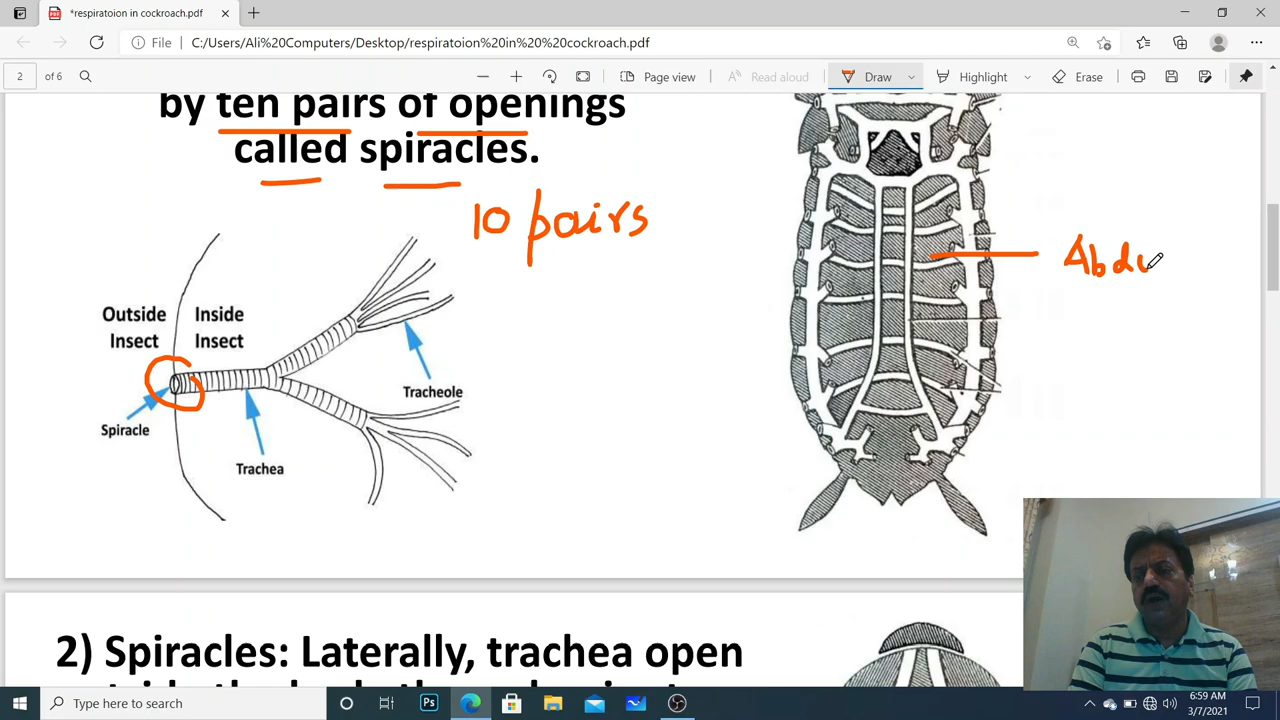 *respiratoion in cockroach.pdf
File
C:/Users/Ali%20Computers/Desktop/respiratoion%20in%20%20cockroach.pdf
2 of 6
Page view
Read aloud
Draw
Highlight
Erase
by ten pairs of openings
called spiracles.
10 pairs
Abdu
Outside Insect
Inside Insect
Tracheole
Spiracle
Trachea
2) Spiracles: Laterally, trachea open
Type here to search
6:59 AM
3/7/2021